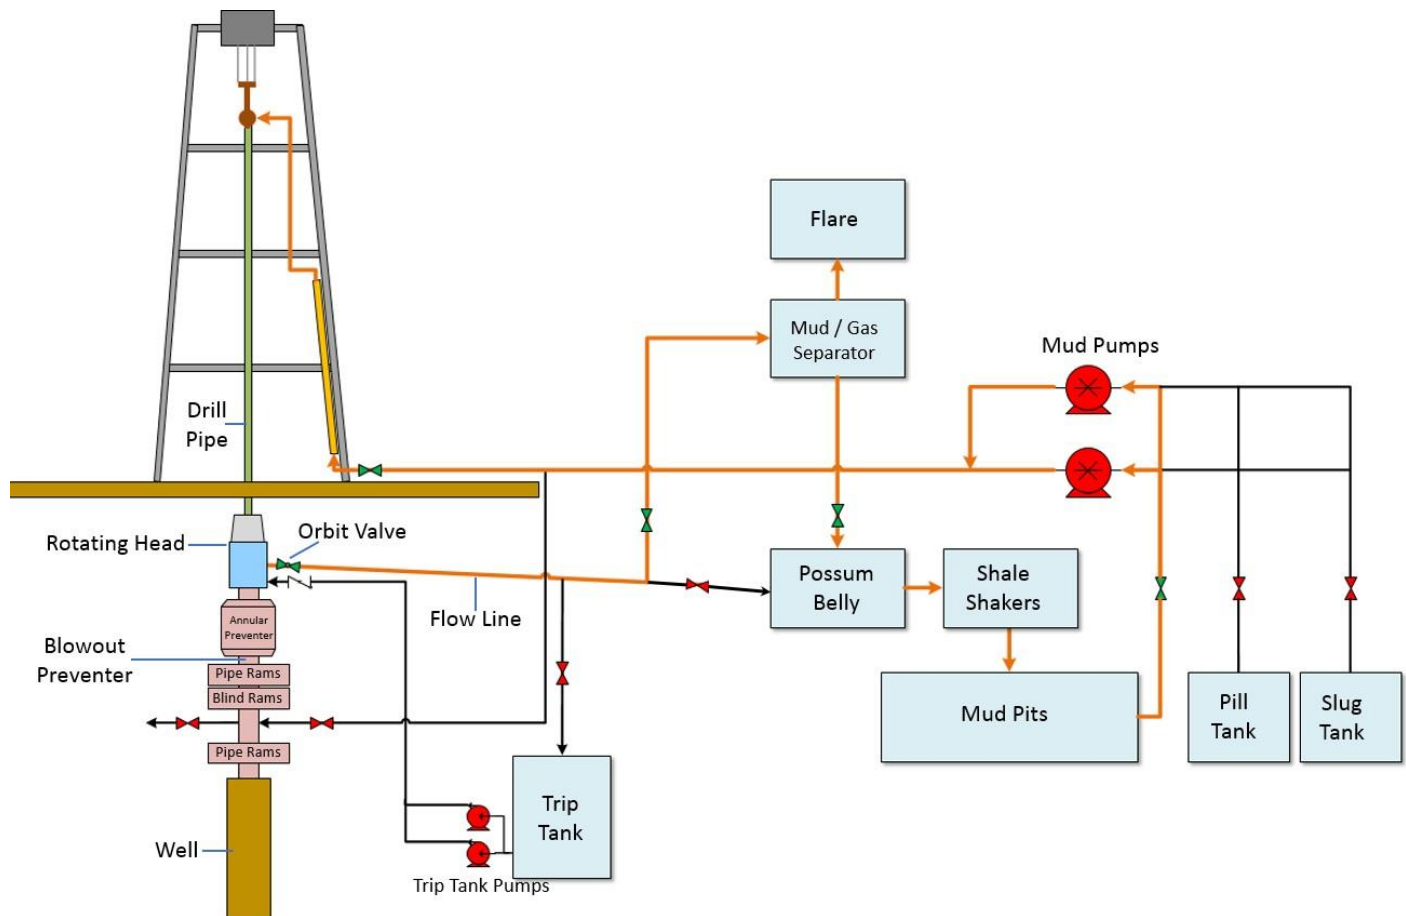 Flare
Mud / Gas
Separator
Mud Pumps
Drill
Pipe
Orbit Valve
Rotating Head
Possum
Belly
Shale
Shakers
Flow Line
Annular
Preventer
Blowout
Preventer
Pipe Rams
Blind Rams
Pipe Rams
Mud Pits
Pill
Tank
Slug
Tank
Trip
Tank
Well
Trip Tank Pumps